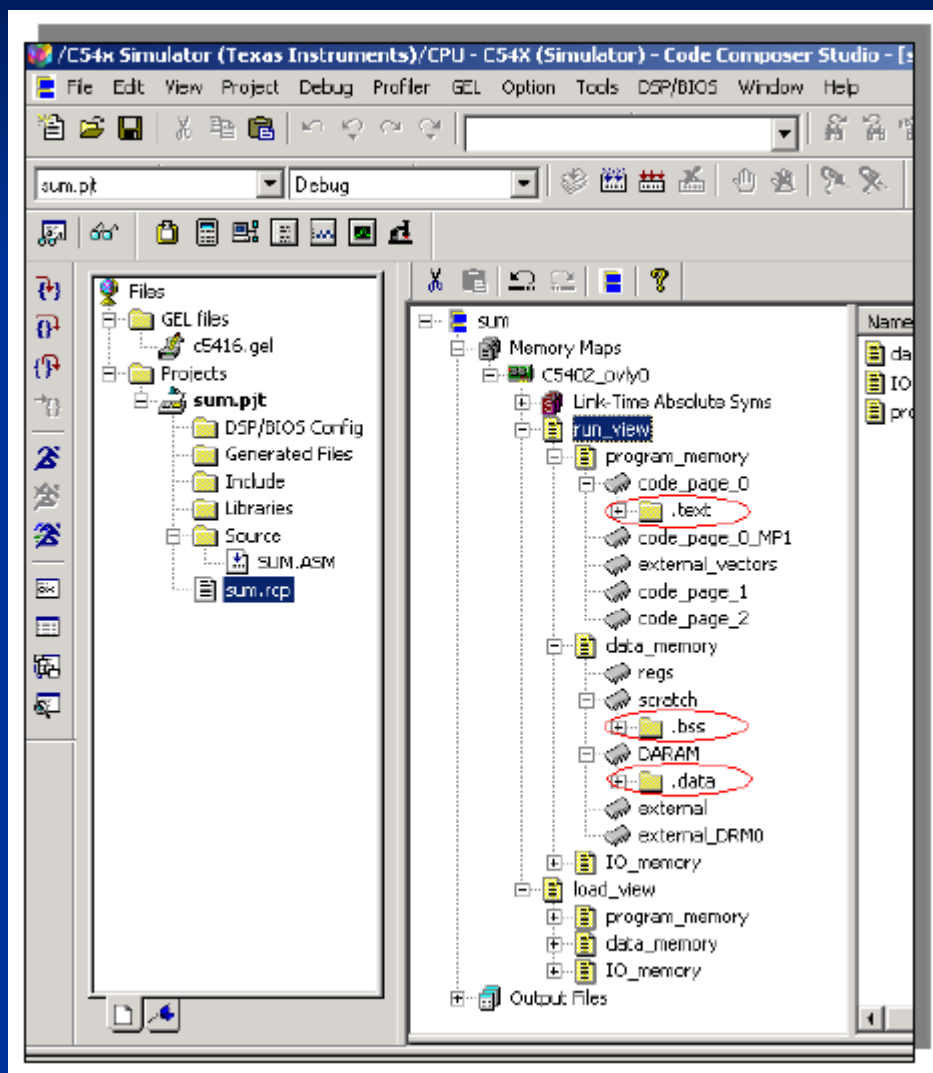 /C54x Simulator (Texas Instruments)/CPU - C54X (Simulator) - Code Composer Studio - [s
File Edit View Project Debug Profiler GEL Option Tools DSP/BIOS Window Help
sum.pjt Debug
Files
GEL files
c5416.gel
Projects
sum.pjt
DSP/BIOS Config
Generated Files
Include
Libraries
Source
SUM.ASM
sum.rcp
sum
Memory Maps
C5402_ovly0
Link-Time Absolute Syms
run_view
program_memory
code_page_0
.text
code_page_0_MP1
external_vectors
code_page_1
code_page_2
data_memory
regs
scratch
.bss
DARAM
.data
external
external_DRM0
IO_memory
load_view
program_memory
data_memory
IO_memory
Output Files
Name
da
IO
pro